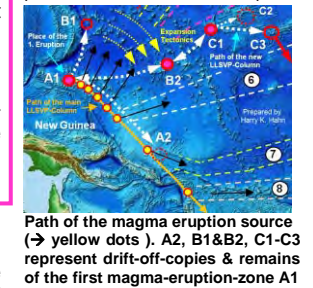 B1
Place of the
1. Eruption
Expansion
Tectonics
C2
C1
C3
Path of the new
LLSVP-Column
A1
B2
Path of the main
LLSVP-Column
6
New Guinea
Prepared by
Harry K. Hahn
A2
7
8
Path of the magma eruption source
(→ yellow dots ). A2, B1&B2, C1-C3
represent drift-off-copies & remains
of the first magma-eruption-zone A1